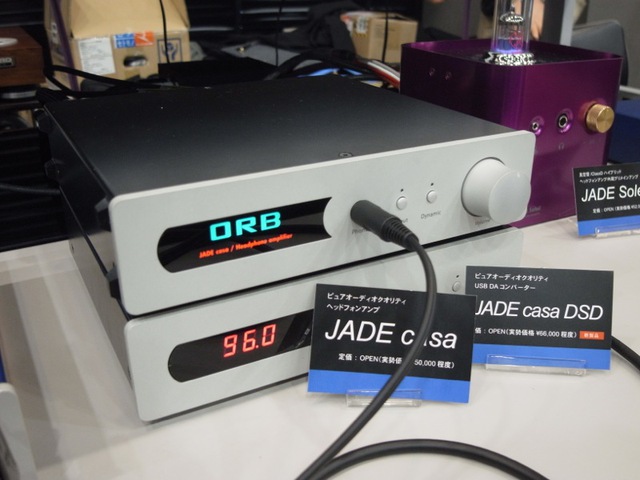 ORB
JADE casa / Headphone amplifier
Dynamic
96.0
ピュアオーディオクオリティ
ヘッドフォンアンプ
JADE casa
定価：OPEN(実勢価格 50,000 程度)
ピュアオーディオクオリティ
USB DAコンバーター
JADE casa DSD
定価：OPEN(実勢価格 ¥66,000 程度)
JADE Sole